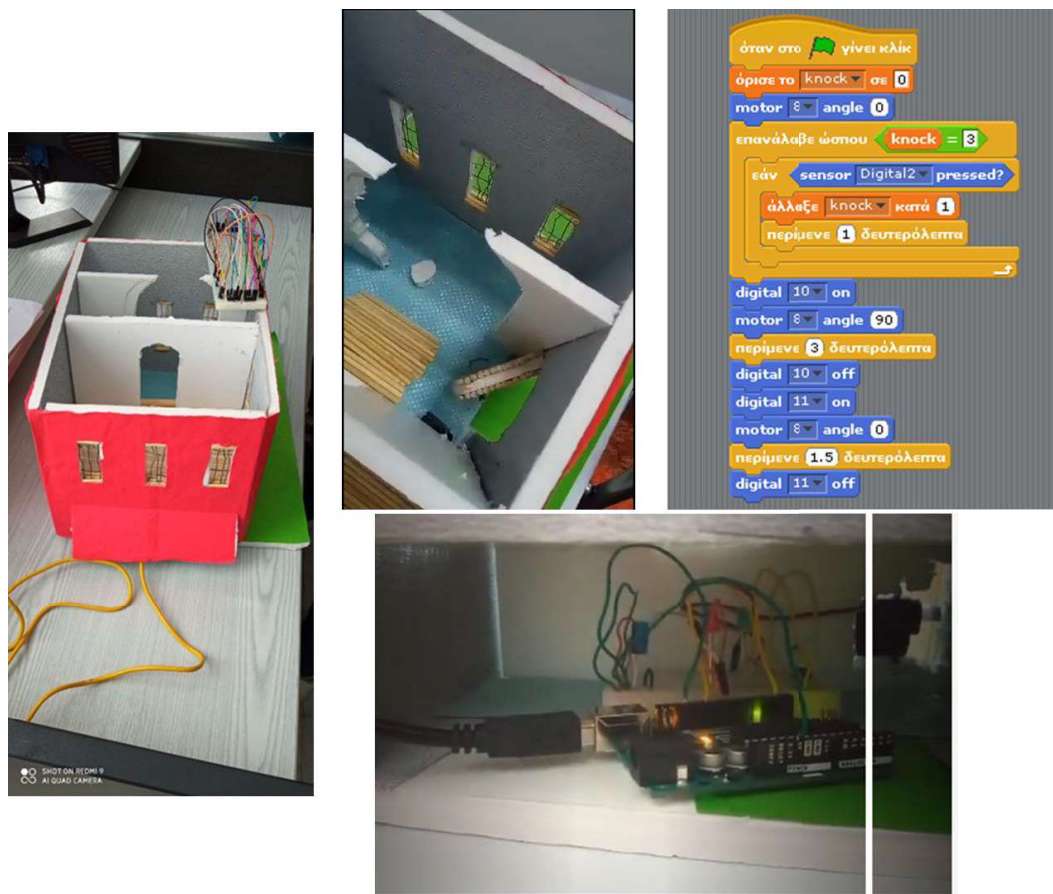 όταν στο γίνει κλικ
όρισε το knock σε 0
motor 8 angle 0
επανάλαβε ώσπου knock = 3
εάν sensor Digital2 pressed?
άλλαξε knock κατά 1
περίμενε 1 δευτερόλεπτα
digital 10 on
motor 8 angle 90
περίμενε 3 δευτερόλεπτα
digital 10 off
digital 11 on
motor 8 angle 0
περίμενε 1.5 δευτερόλεπτα
digital 11 off
SHOT ON REDMI 9
AI QUAD CAMERA